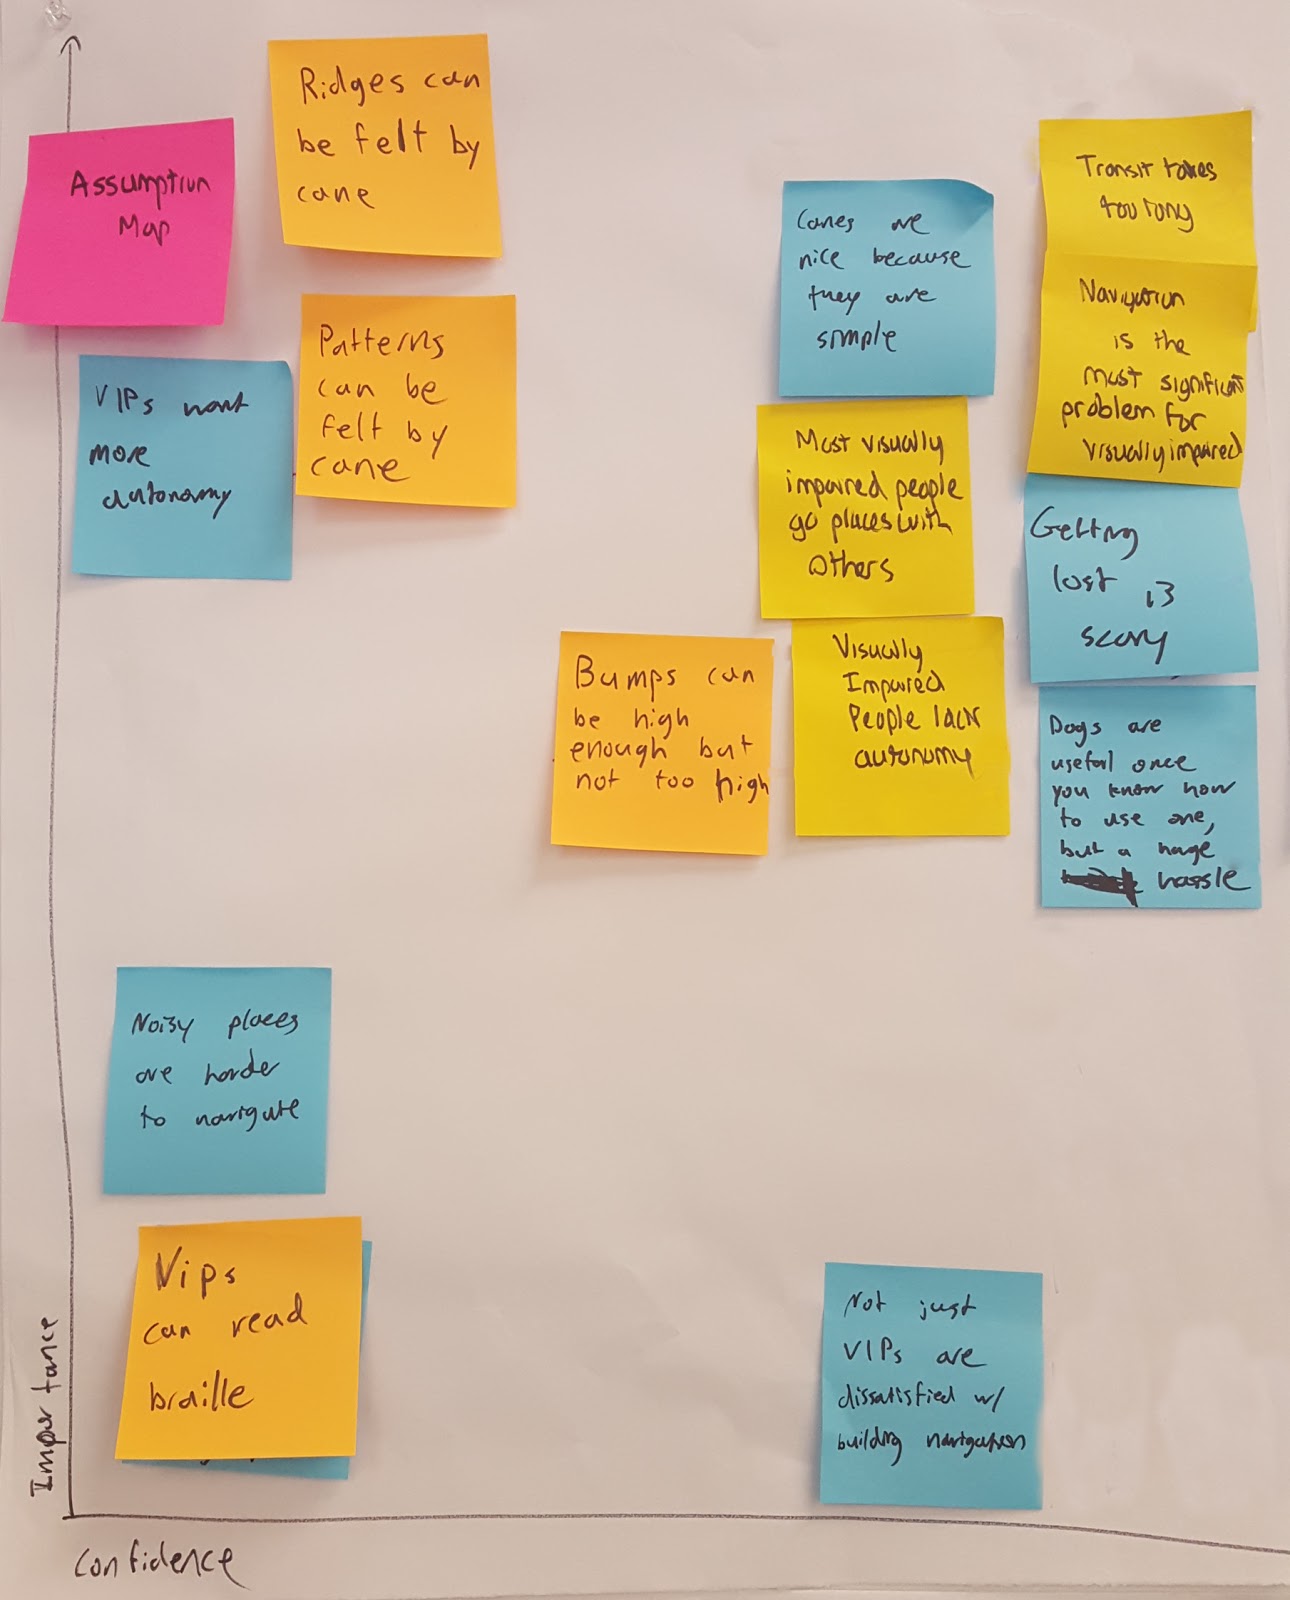 Assumption
Map
Ridges can
be felt by
cane
Patterns
can be
felt by
cane
VIPs want
more
autonomy
Canes are
nice because
they are
simple
Transit takes
too long
Navigation
is the
most significant
problem for
visually impaired
Most visually
impaired people
go places with
others
Getting
lost is
scary
Bumps can
be high
enough but
not too high
Visually
Impaired
People lack
autonomy
Dogs are
useful once
you know how
to use one,
but a huge
hassle
Noisy places
are harder
to navigate
Vips
can read
braille
Not just
VIPs are
dissatisfied w/
building navigation
Importance
Confidence